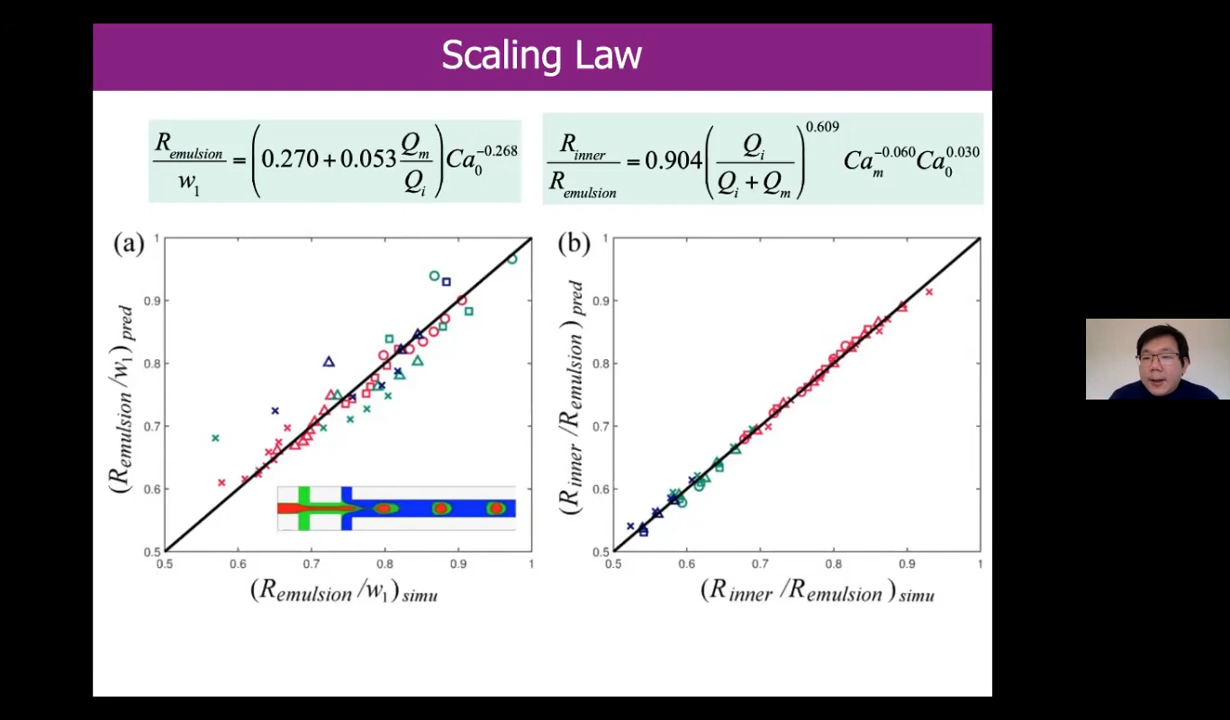 Scaling Law
R_emulsion / w_1 = (0.270 + 0.053 Q_m / Q_i) Ca_0^-0.268
R_inner / R_emulsion = 0.904 (Q_i / (Q_i + Q_m))^0.609 Ca_m^-0.060 Ca_0^0.030
(a)
(R_emulsion /w_1)_pred
1
0.9
0.8
0.7
0.6
0.5
0.5 0.6 0.7 0.8 0.9 1
(R_emulsion /w_1)_simu
(b)
(R_inner /R_emulsion)_pred
1
0.9
0.8
0.7
0.6
0.5
0.5 0.6 0.7 0.8 0.9 1
(R_inner /R_emulsion)_simu